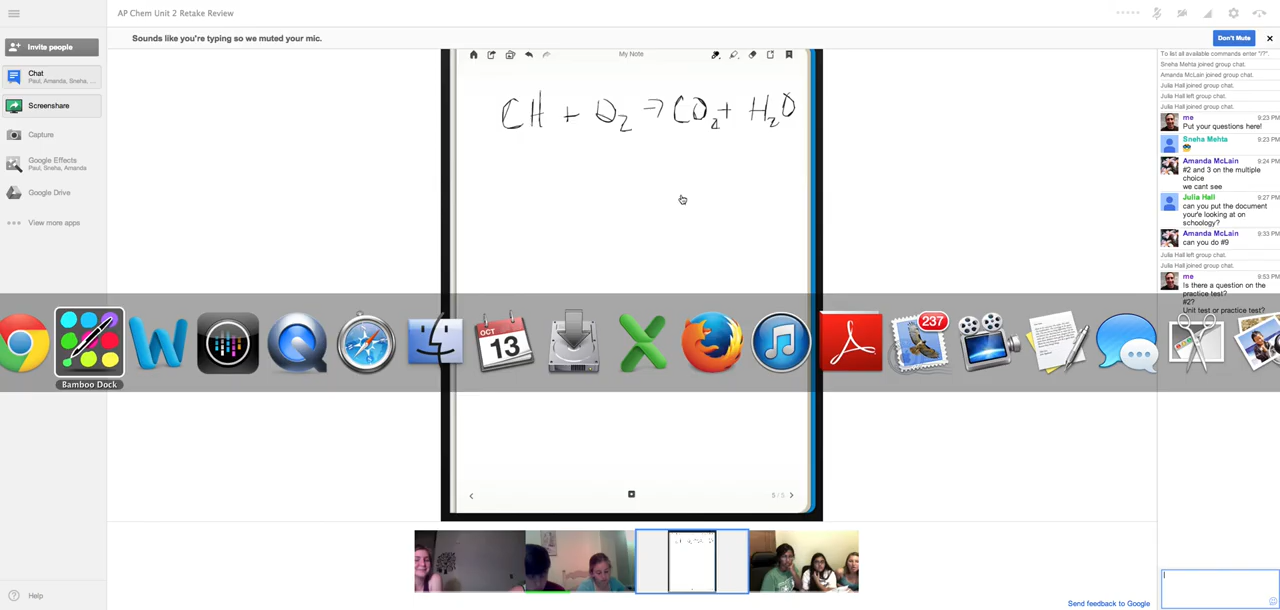 AP Chem Unit 2 Retake Review
Sounds like you're typing so we muted your mic.
Don't Mute
Invite people
Chat
Paul, Amanda, Sneha, ...
Screenshare
Capture
Google Effects
Paul, Sneha, Amanda
Google Drive
View more apps
Help
My Note
CH + O2 → CO2 + H2O
OCT
13
237
Bamboo Dock
5 / 5
To list all available commands enter "/?".
Sneha Mehta joined group chat.
Amanda McLain joined group chat.
Julia Hall joined group chat.
Julia Hall left group chat.
Julia Hall joined group chat.
me 9:23 PM
Put your questions here!
Sneha Mehta 9:23 PM
Amanda McLain 9:24 PM
#2 and 3 on the multiple
choice
we cant see
Julia Hall 9:27 PM
can you put the document
your'e looking at on
schoology?
Amanda McLain 9:33 PM
can you do #9
Julia Hall left group chat.
Julia Hall joined group chat.
me 9:53 PM
Is there a question on the
practice test?
#2?
Unit test or practice test?
Send feedback to Google